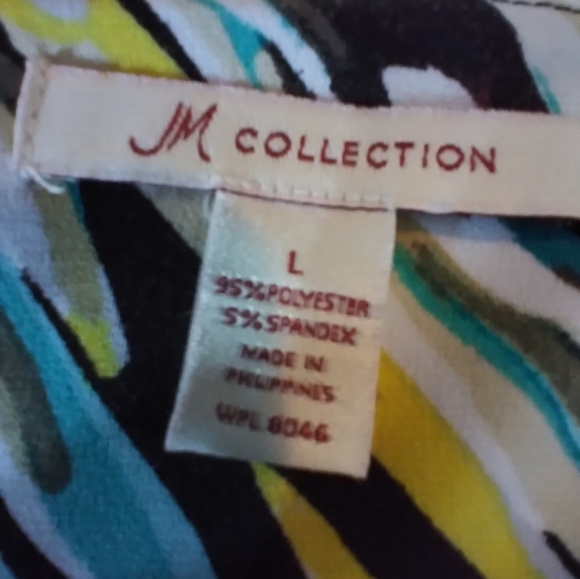 JM COLLECTION
L
95%POLYESTER
5%SPANDEX
MADE IN
PHILIPPINES
WPL 8046